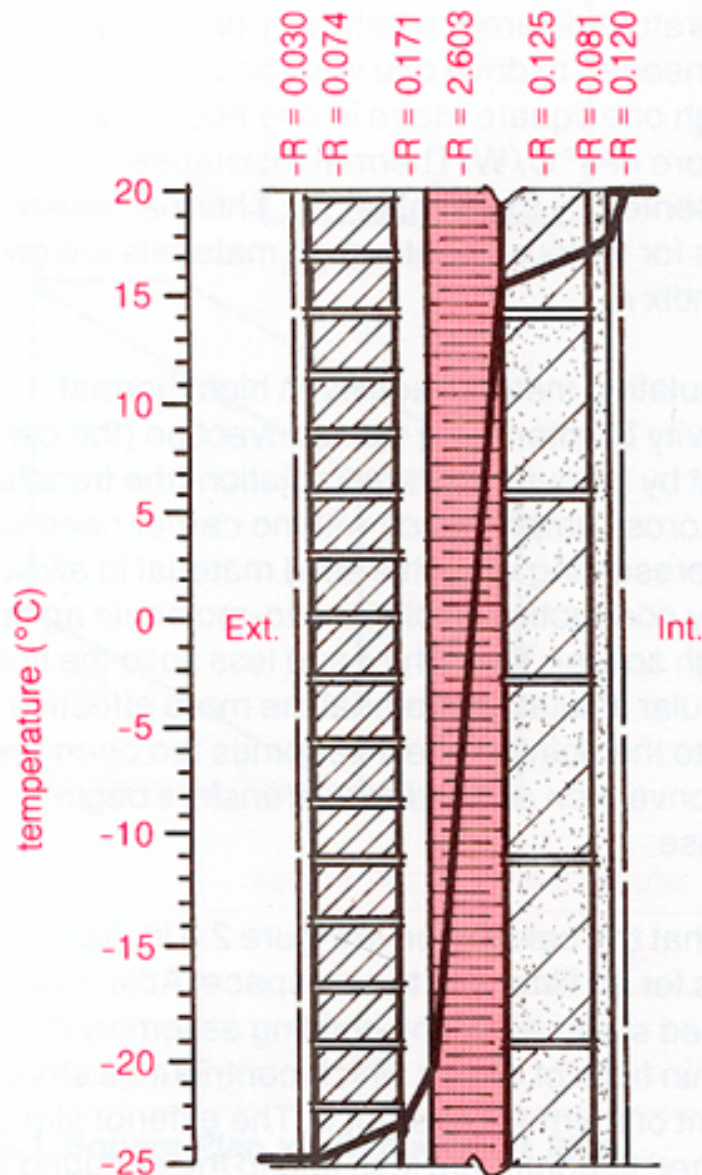 R = 0.030
R = 0.074
R = 0.171
R = 2.603
R = 0.125
R = 0.081
R = 0.120
20
15
10
5
0
-5
-10
-15
-20
-25
temperature (°C)
Ext.
Int.